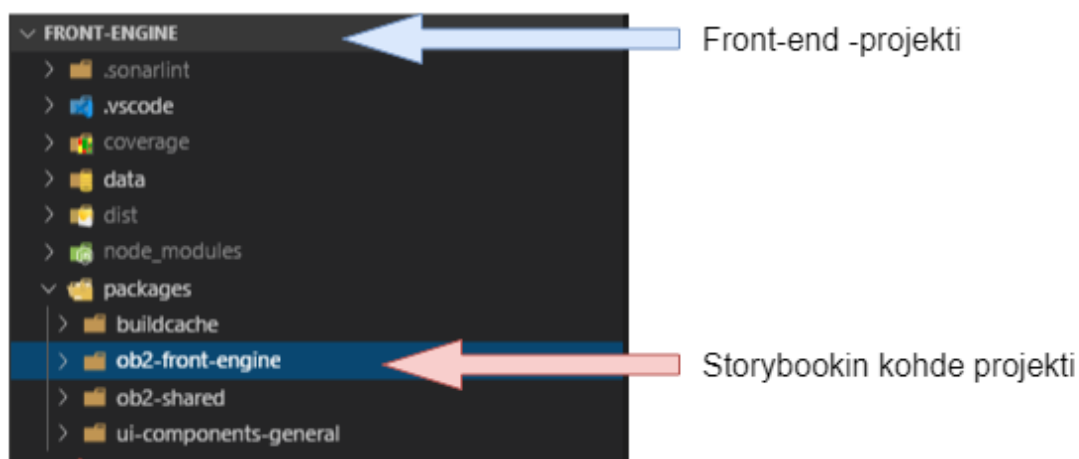 FRONT-ENGINE
Front-end -projekti
.sonarlint
.vscode
coverage
data
dist
node_modules
packages
buildcache
ob2-front-engine
Storybookin kohde projekti
ob2-shared
ui-components-general